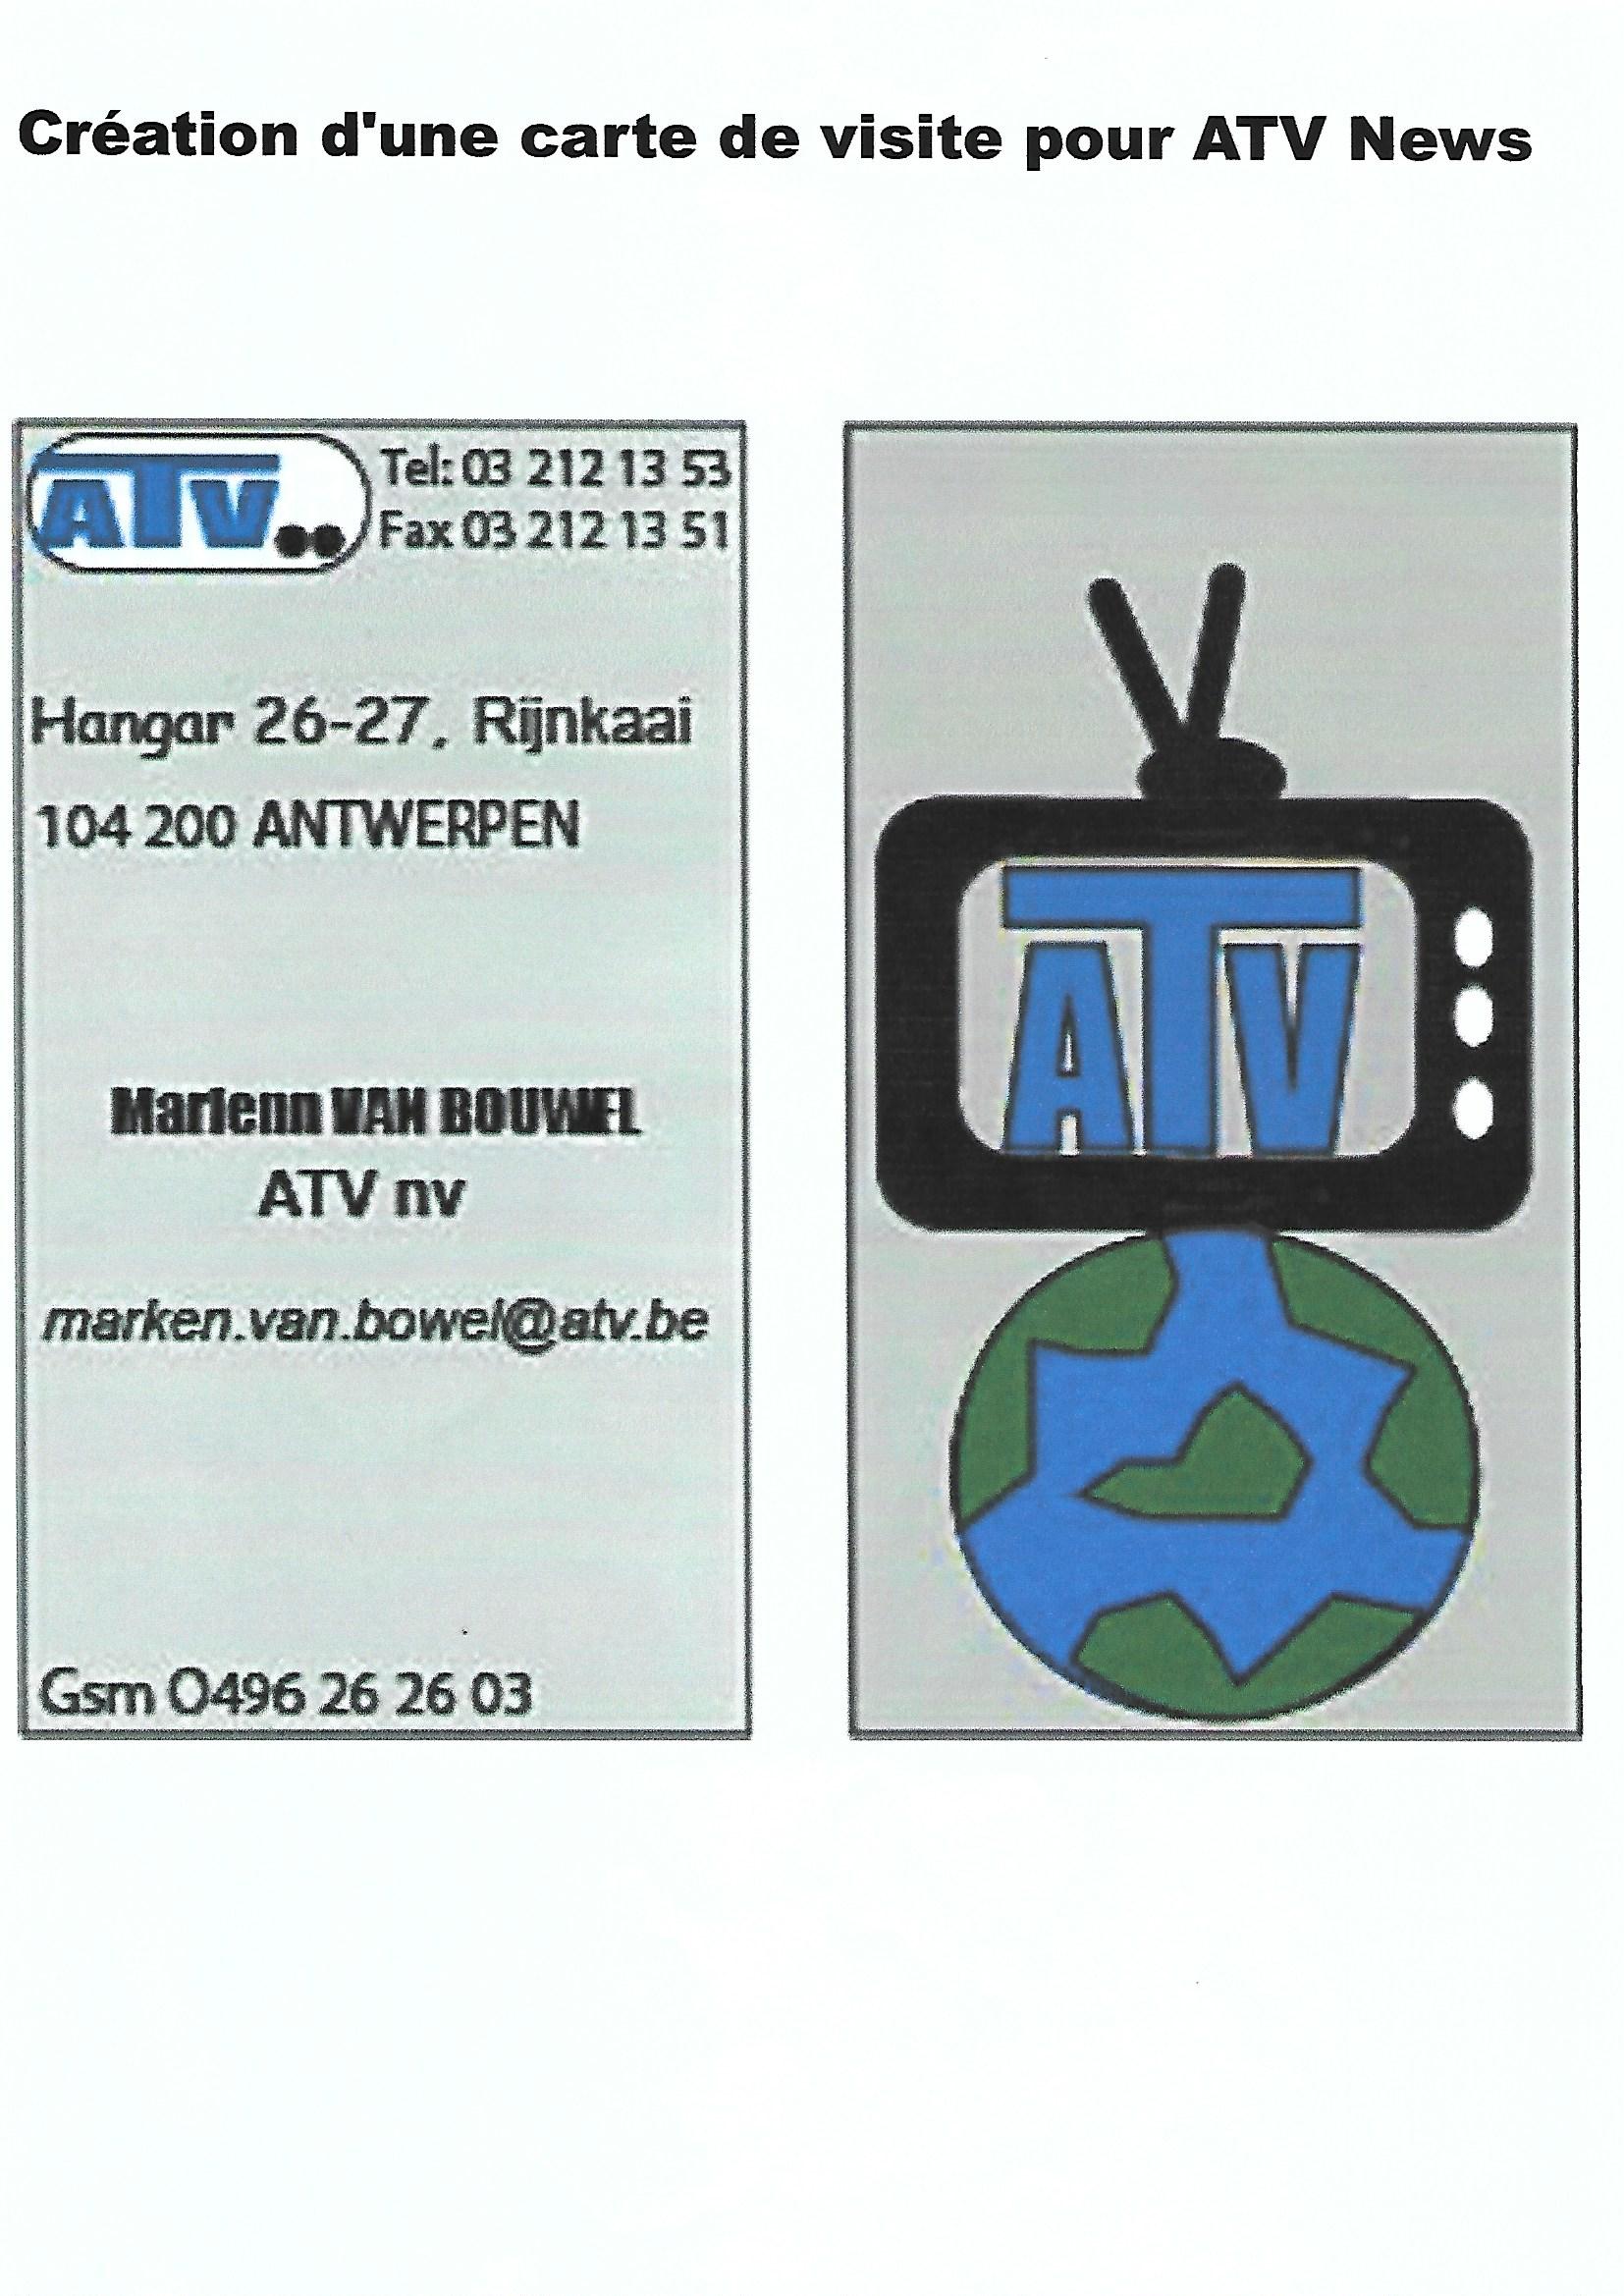 Création d'une carte de visite pour ATV News
ATV
Tel: 03 212 13 53
Fax 03 212 13 51
Hangar 26-27, Rijnkaai
104 200 ANTWERPEN
Marlenn VAN BOUWEL
ATV nv
marken.van.bowel@atv.be
Gsm O496 26 26 03
ATV